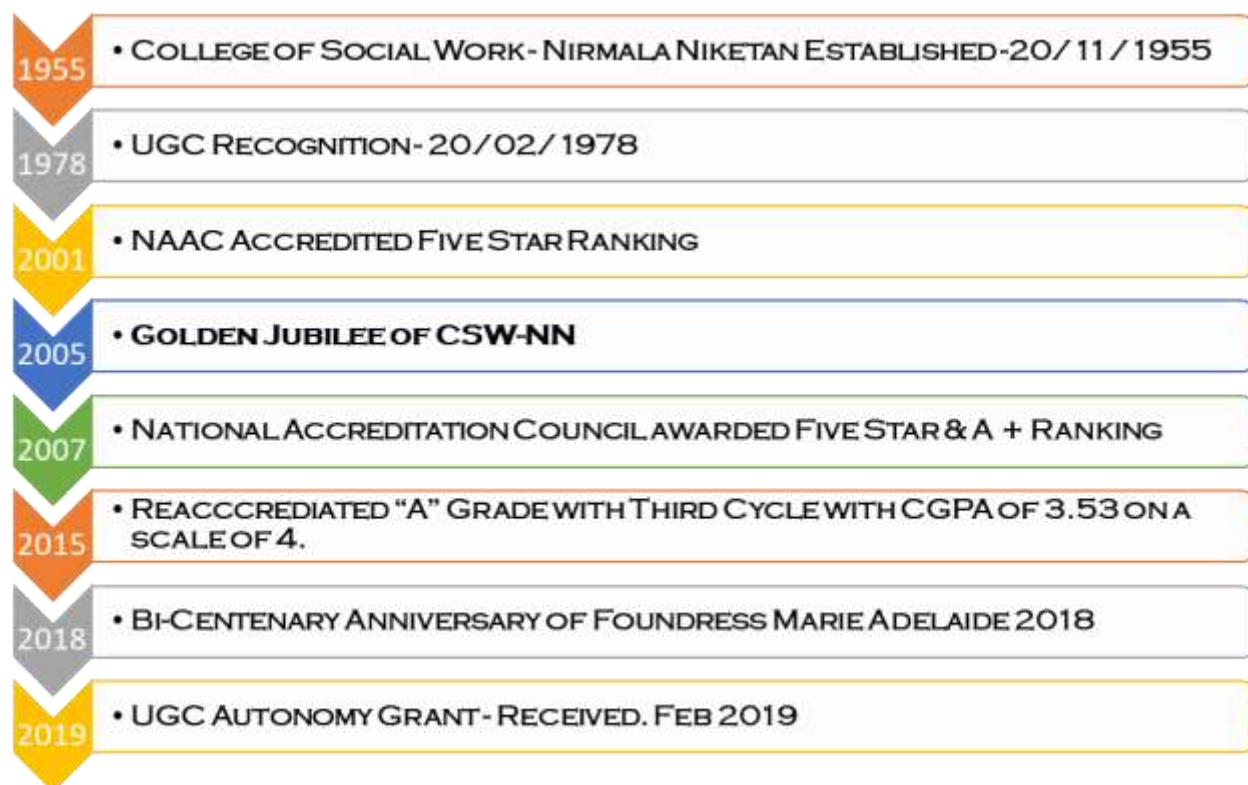 1955
• College of Social Work- Nirmala Niketan Established-20/11/1955
1978
• UGC Recognition- 20/02/1978
2001
• NAAC Accredited Five Star Ranking
2005
• Golden Jubilee of CSW-NN
2007
• National Accreditation Council awarded Five Star & A + Ranking
2015
• Reacccrediated “A” Grade with Third Cycle with CGPA of 3.53 on a
scale of 4.
2018
• Bi-Centenary Anniversary of Foundress Marie Adelaide 2018
2019
• UGC Autonomy Grant- Received. Feb 2019